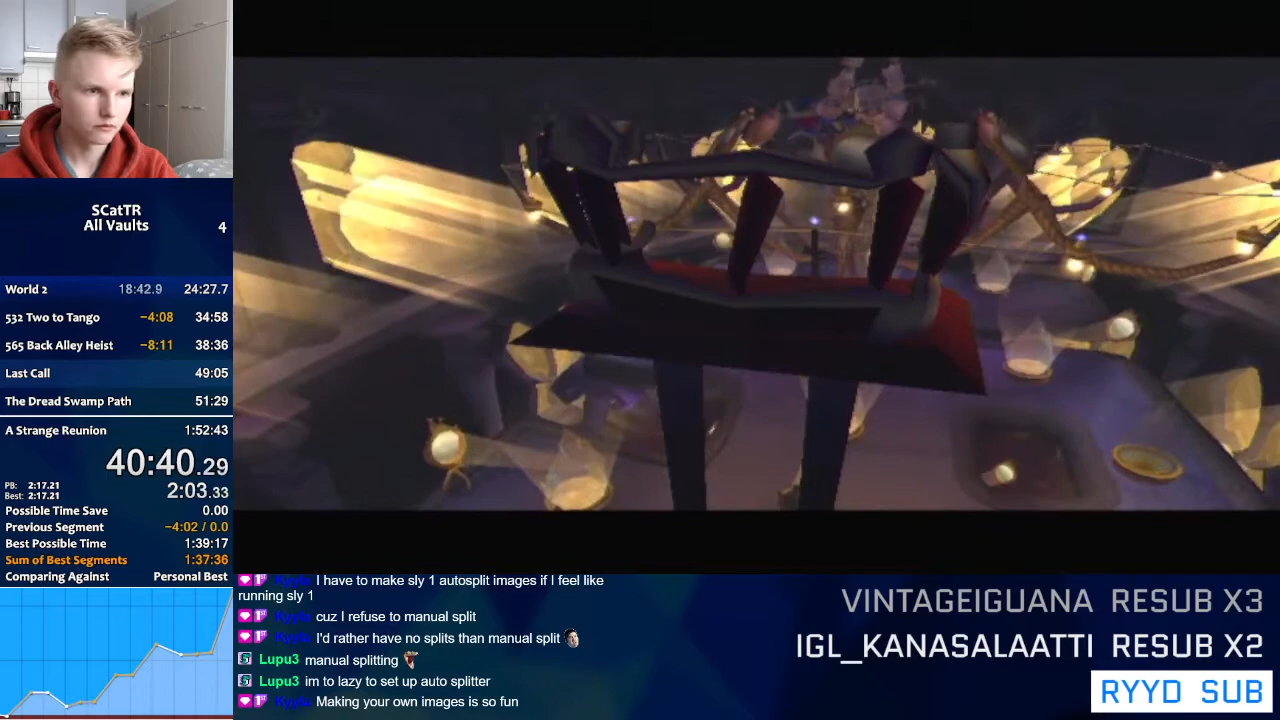 SCatTR
All Vaults 4
World 2 18:42.9 24:27.7
532 Two to Tango −4:08 34:58
565 Back Alley Heist −8:11 38:36
Last Call 49:05
The Dread Swamp Path 51:29
A Strange Reunion 1:52:43
40:40.29
PB: 2:17.21
Best: 2:17.21
2:03.33
Possible Time Save 0.00
Previous Segment −4:02 / 0.0
Best Possible Time 1:39:17
Sum of Best Segments 1:37:36
Comparing Against Personal Best
I have to make sly 1 autosplit images if I feel like
running sly 1
cuz I refuse to manual split
I'd rather have no splits than manual split
Lupu3 manual splitting
Lupu3 im to lazy to set up auto splitter
Making your own images is so fun
VINTAGEIGUANA RESUB X3
IGL_KANASALAATTI RESUB X2
RYYD SUB